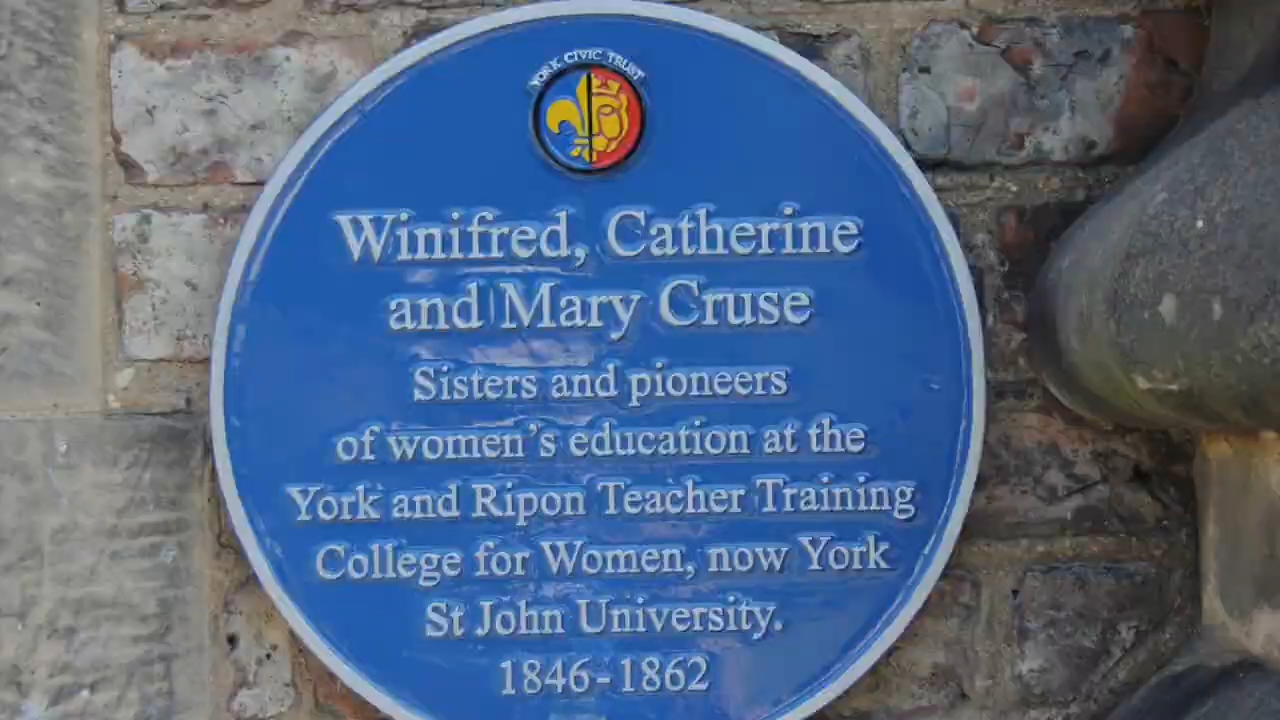 YORK CIVIC TRUST
Winifred, Catherine
and Mary Cruse
Sisters and pioneers
of women's education at the
York and Ripon Teacher Training
College for Women, now York
St John University.
1846-1862